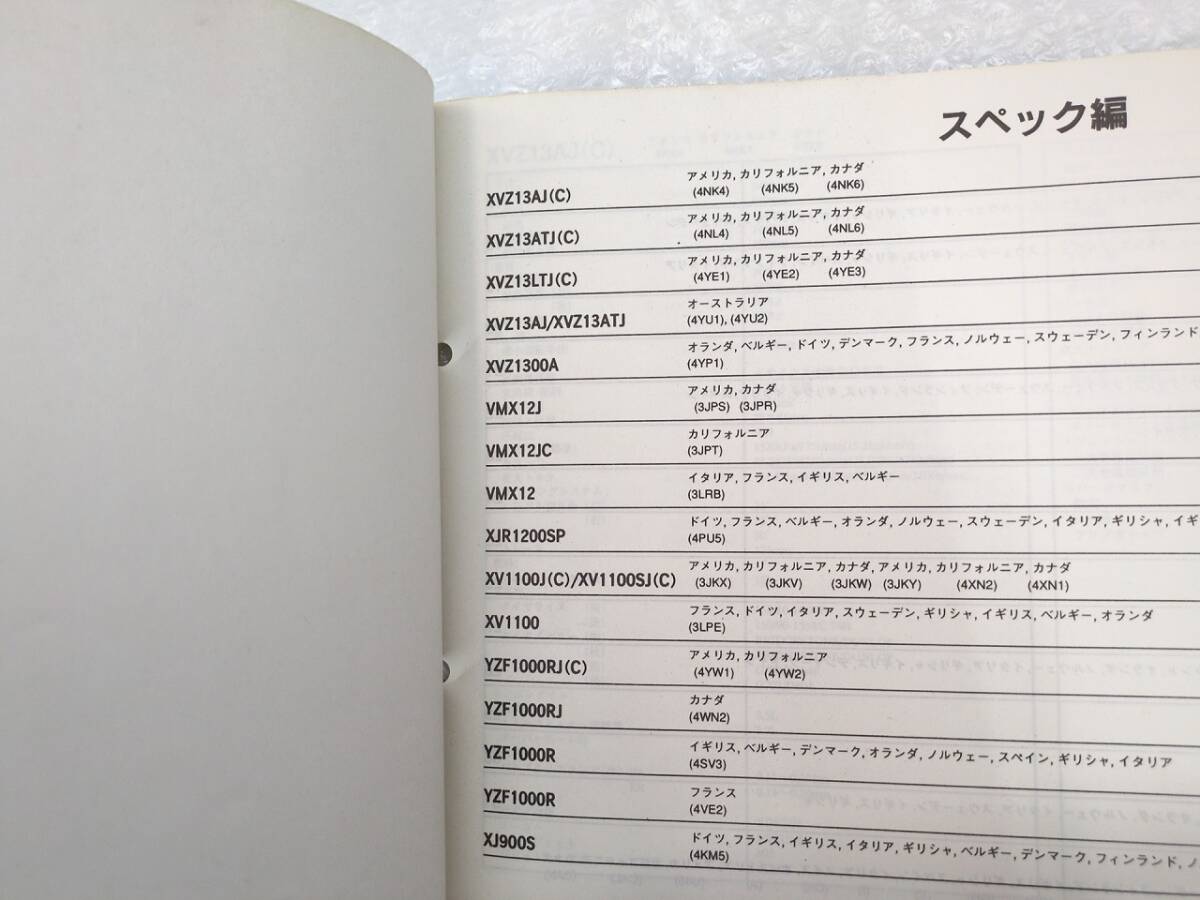 スペック編
XVZ13AJ(C) アメリカ, カリフォルニア, カナダ
(4NK4) (4NK5) (4NK6)
XVZ13ATJ(C) アメリカ, カリフォルニア, カナダ
(4NL4) (4NL5) (4NL6)
XVZ13LTJ(C) アメリカ, カリフォルニア, カナダ
(4YE1) (4YE2) (4YE3)
XVZ13AJ/XVZ13ATJ オーストラリア
(4YU1), (4YU2)
XVZ1300A オランダ, ベルギー, ドイツ, デンマーク, フランス, ノルウェー, スウェーデン, フィンランド
(4YP1)
VMX12J アメリカ, カナダ
(3JPS) (3JPR)
VMX12JC カリフォルニア
(3JPT)
VMX12 イタリア, フランス, イギリス, ベルギー
(3LRB)
XJR1200SP ドイツ, フランス, ベルギー, オランダ, ノルウェー, スウェーデン, イタリア, ギリシャ, イギ
(4PU5)
XV1100J(C)/XV1100SJ(C) アメリカ, カリフォルニア, カナダ, アメリカ, カリフォルニア, カナダ
(3JKX) (3JKV) (3JKW) (3JKY) (4XN2) (4XN1)
XV1100 フランス, ドイツ, イタリア, スウェーデン, ギリシャ, イギリス, ベルギー, オランダ
(3LPE)
YZF1000RJ(C) アメリカ, カリフォルニア
(4YW1) (4YW2)
YZF1000RJ カナダ
(4WN2)
YZF1000R イギリス, ベルギー, デンマーク, オランダ, ノルウェー, スペイン, ギリシャ, イタリア
(4SV3)
YZF1000R フランス
(4VE2)
XJ900S ドイツ, フランス, イギリス, イタリア, ギリシャ, ベルギー, デンマーク, フィンランド, ノ
(4KM5)